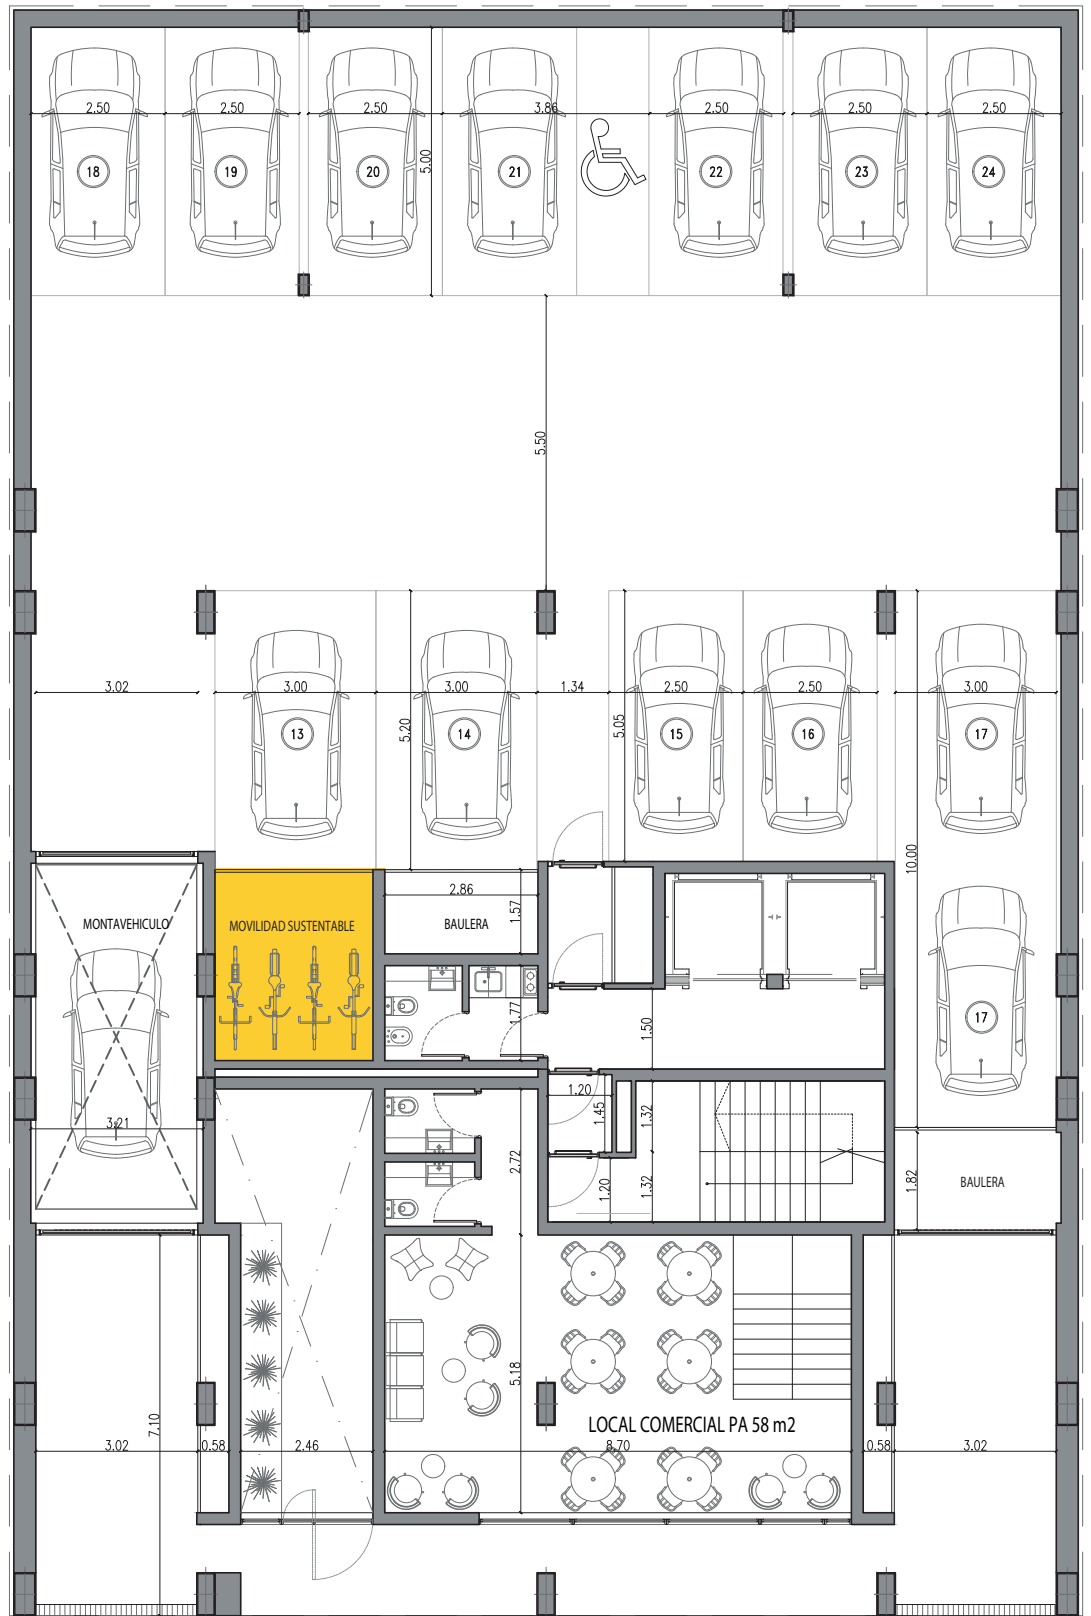 2.50 2.50 2.50 3.86 2.50 2.50 2.50
5.00
18 19 20 21 22 23 24
5.50
3.02 3.00 3.00 1.34 2.50 2.50 3.00
5.20 5.05
13 14 15 16 17
10.00
2.86
1.57
MONTAVEHICULO MOVILIDAD SUSTENTABLE BAULERA
1.77 1.50 17
1.20
1.45 1.32
3.21
2.72 1.20 1.32 1.82
BAULERA
5.18
7.10
LOCAL COMERCIAL PA 58 m2
3.02 0.58 2.46 8.70 0.58 3.02